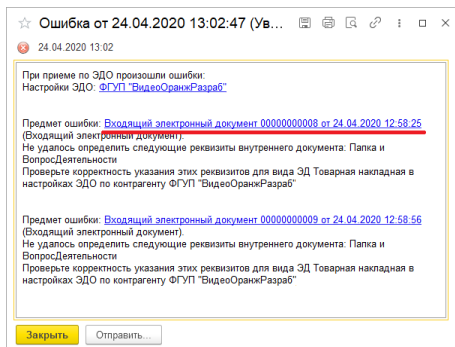 Ошибка от 24.04.2020 13:02:47 (Ув...
24.04.2020 13:02
При приеме по ЭДО произошли ошибки:
Настройки ЭДО: ФГУП "ВидеоОранжРазраб"
Предмет ошибки: Входящий электронный документ 00000000008 от 24.04.2020 12:58:25
(Входящий электронный документ).
Не удалось определить следующие реквизиты внутреннего документа: Папка и
ВопросДеятельности
Проверьте корректность указания этих реквизитов для вида ЭД Товарная накладная в
настройках ЭДО по контрагенту ФГУП "ВидеоОранжРазраб"
Предмет ошибки: Входящий электронный документ 00000000009 от 24.04.2020 12:58:56
(Входящий электронный документ).
Не удалось определить следующие реквизиты внутреннего документа: Папка и
ВопросДеятельности
Проверьте корректность указания этих реквизитов для вида ЭД Товарная накладная в
настройках ЭДО по контрагенту ФГУП "ВидеоОранжРазраб"
Закрыть Отправить...